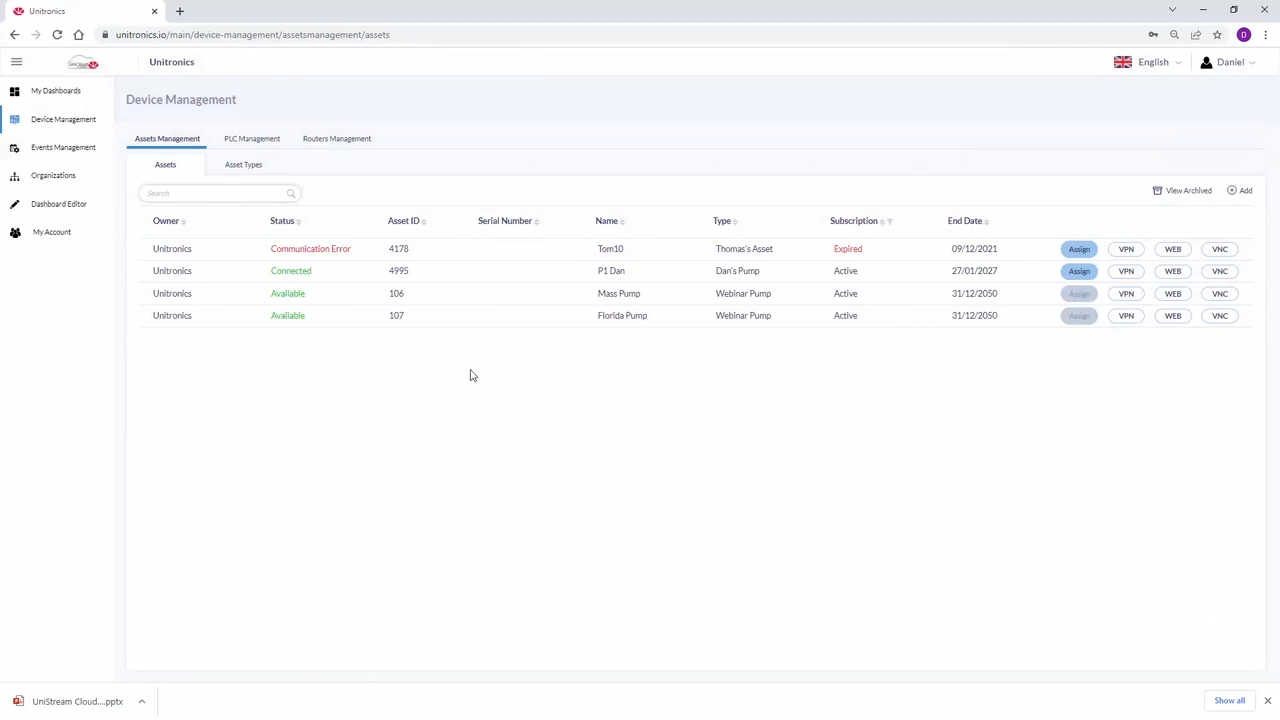 Unitronics
unitronics.io/main/device-management/assetsmanagement/assets
D
Unitronics
English
Daniel
My Dashboards
Device Management
Events Management
Organizations
Dashboard Editor
My Account
Device Management
Assets Management PLC Management Routers Management
Assets Asset Types
Search
View Archived Add
Owner Status Asset ID Serial Number Name Type Subscription End Date
Unitronics Communication Error 4178 Tom10 Thomas's Asset Expired 09/12/2021 Assign VPN WEB VNC
Unitronics Connected 4995 P1 Dan Dan's Pump Active 27/01/2027 Assign VPN WEB VNC
Unitronics Available 106 Mass Pump Webinar Pump Active 31/12/2050 Assign VPN WEB VNC
Unitronics Available 107 Florida Pump Webinar Pump Active 31/12/2050 Assign VPN WEB VNC
UniStream Cloud....pptx
Show all